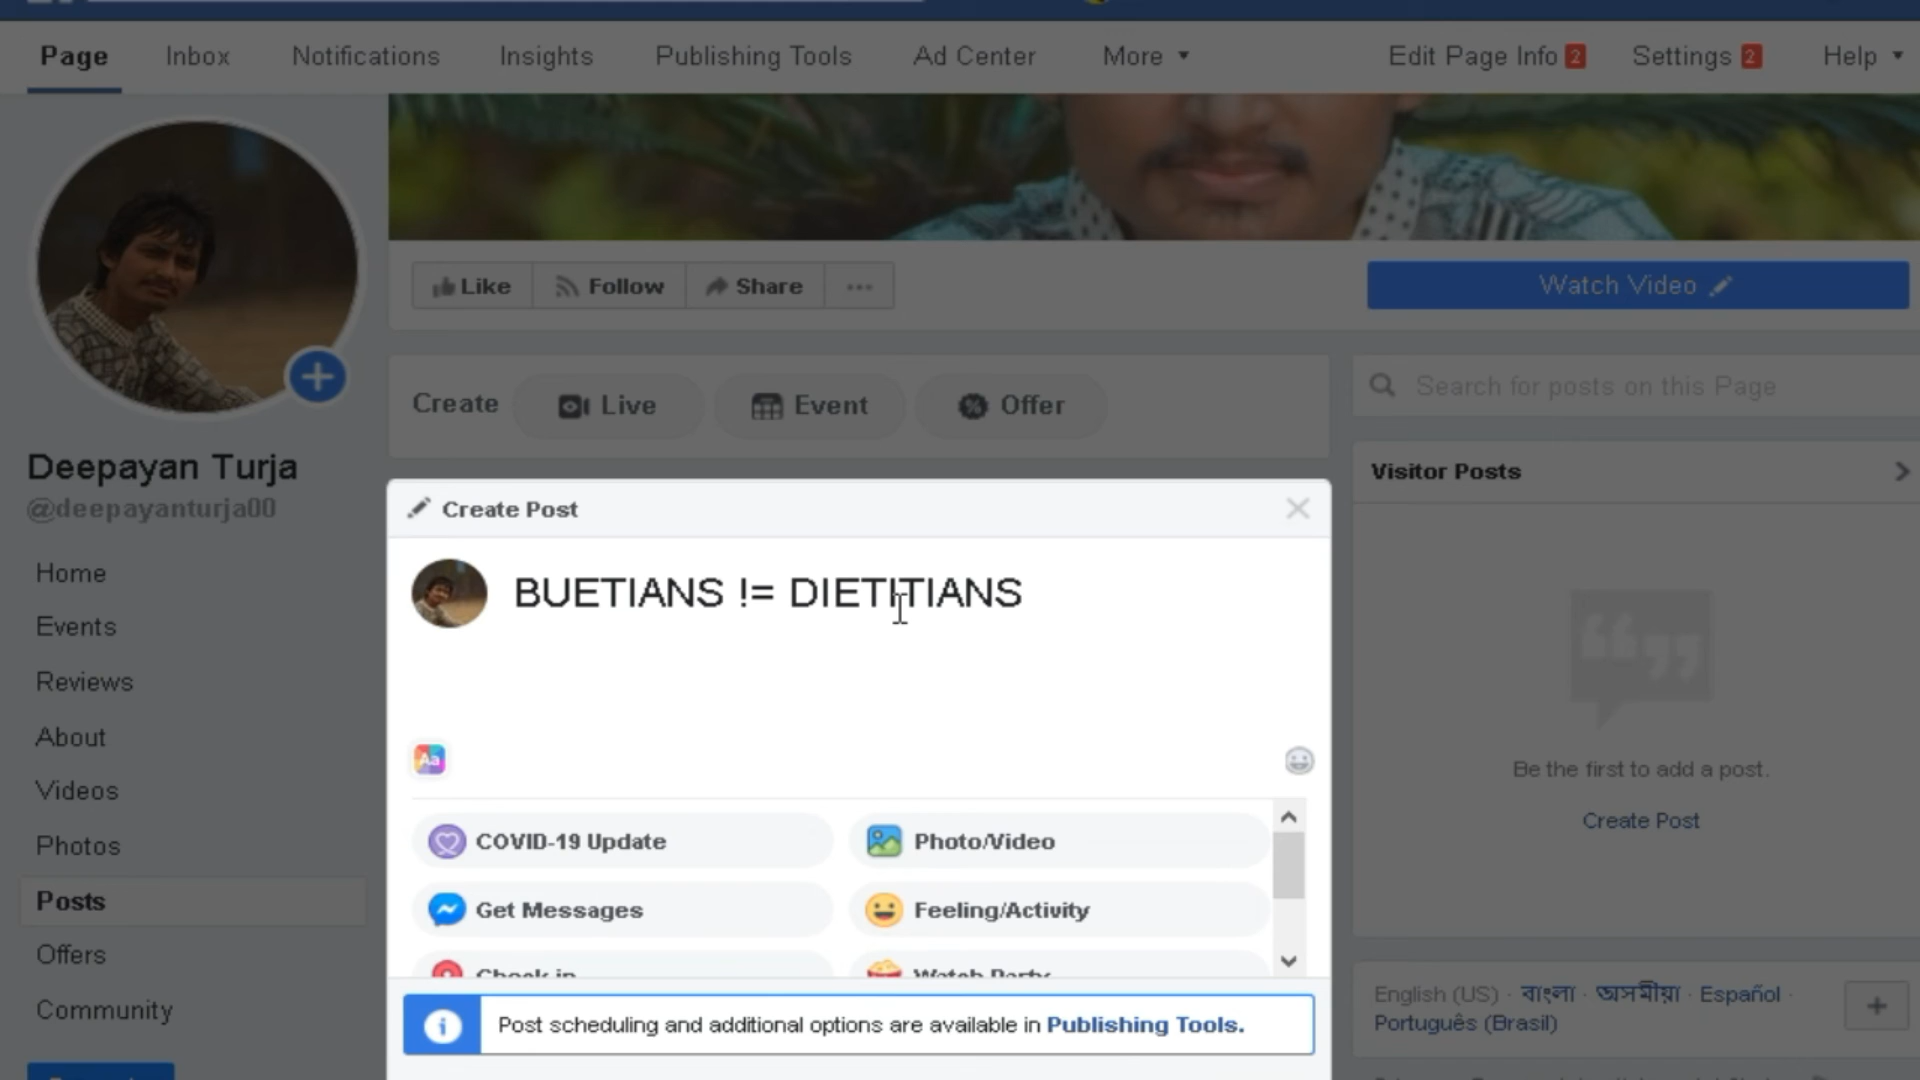 Page Inbox Notifications Insights Publishing Tools Ad Center More Edit Page Info 2 Settings 2 Help
Like Follow Share ...
Watch Video
Create Live Event Offer
Search for posts on this Page
Deepayan Turja
@deepayanturja00
Home
Events
Reviews
About
Videos
Photos
Posts
Offers
Community
Create Post
BUETIANS != DIETITIANS
Aa
COVID-19 Update Photo/Video
Get Messages Feeling/Activity
Check in Watch Party
i Post scheduling and additional options are available in Publishing Tools.
Visitor Posts
Be the first to add a post.
Create Post
English (US) · বাংলা · অসমীয়া · Español ·
Português (Brasil)